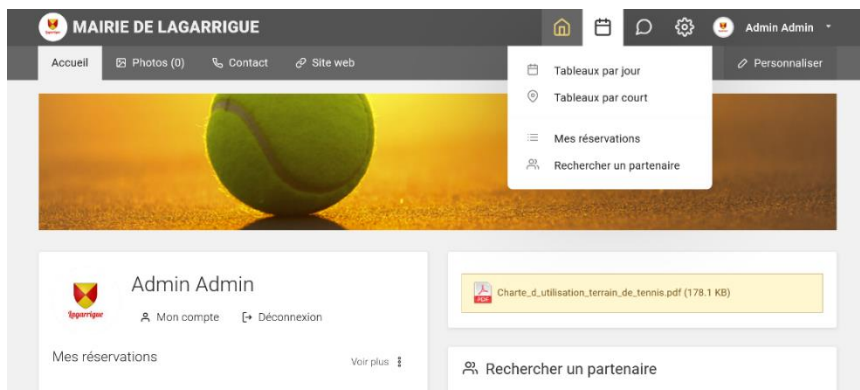 MAIRIE DE LAGARRIGUE
Admin Admin
Accueil
Photos (0)
Contact
Site web
Personnaliser
Tableaux par jour
Tableaux par court
Mes réservations
Rechercher un partenaire
Admin Admin
Lagarrigue
Mon compte
Déconnexion
Mes réservations
Voir plus
PDF
Charte_d_utilisation_terrain_de_tennis.pdf (178.1 KB)
Rechercher un partenaire